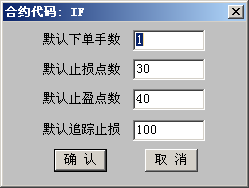 合约代码: IF
默认下单手数 1
默认止损点数 30
默认止盈点数 40
默认追踪止损 100
确 认 取 消